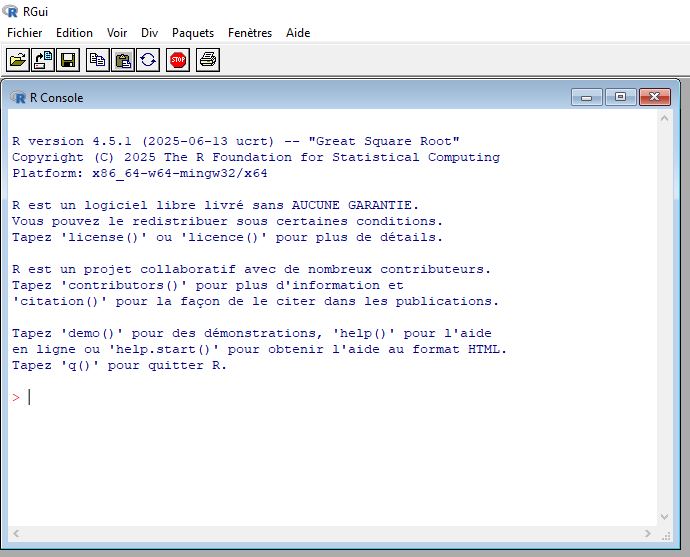 RGui
Fichier Edition Voir Div Paquets Fenêtres Aide
STOP
R Console
R version 4.5.1 (2025-06-13 ucrt) -- "Great Square Root"
Copyright (C) 2025 The R Foundation for Statistical Computing
Platform: x86_64-w64-mingw32/x64
R est un logiciel libre livré sans AUCUNE GARANTIE.
Vous pouvez le redistribuer sous certaines conditions.
Tapez 'license()' ou 'licence()' pour plus de détails.
R est un projet collaboratif avec de nombreux contributeurs.
Tapez 'contributors()' pour plus d'information et
'citation()' pour la façon de le citer dans les publications.
Tapez 'demo()' pour des démonstrations, 'help()' pour l'aide
en ligne ou 'help.start()' pour obtenir l'aide au format HTML.
Tapez 'q()' pour quitter R.
>